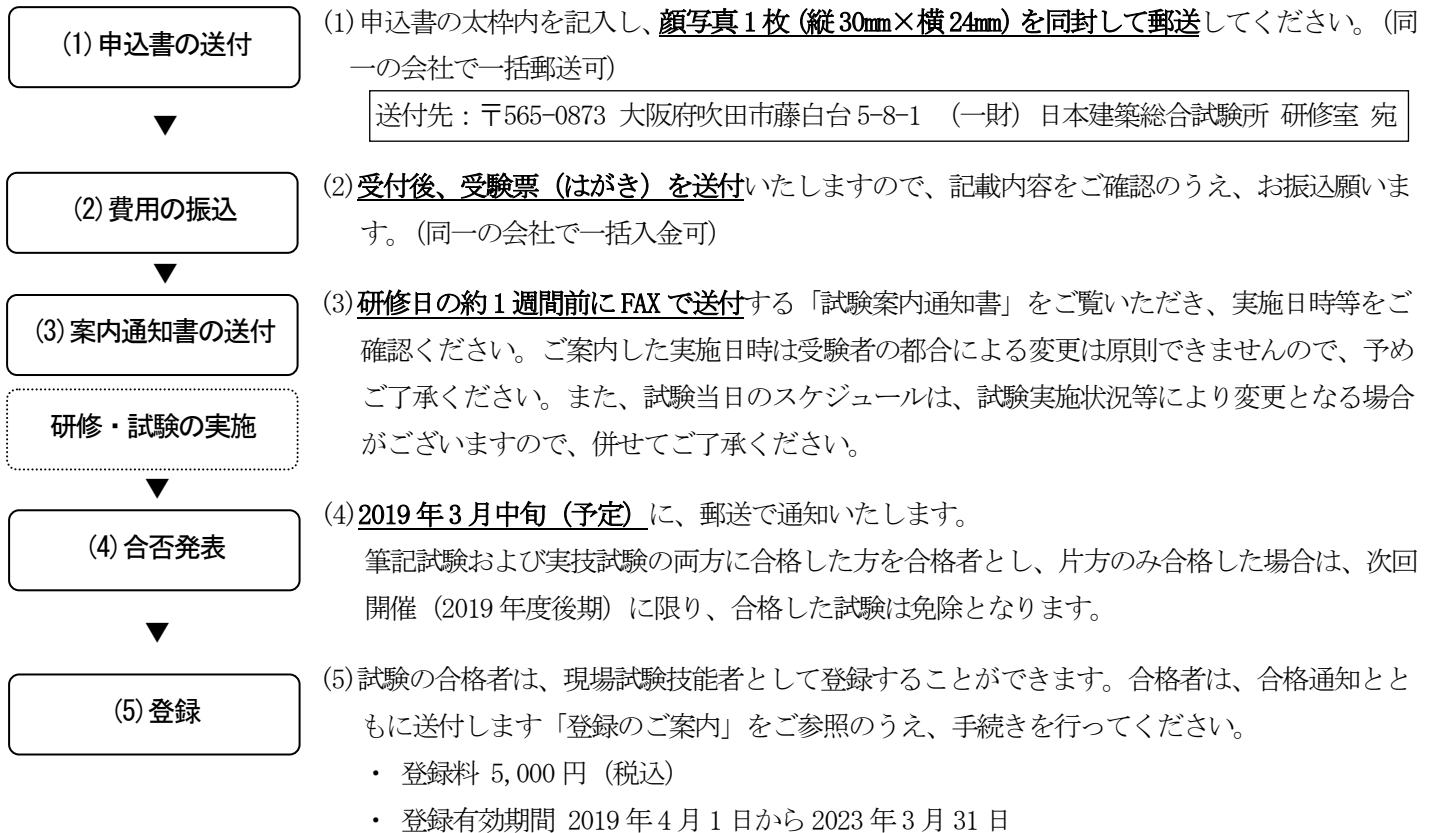 (1)申込書の送付
(1)申込書の太枠内を記入し、顔写真1枚(縦30㎜×横24㎜)を同封して郵送してください。(同
一の会社で一括郵送可)
送付先：〒565-0873 大阪府吹田市藤白台5-8-1 （一財）日本建築総合試験所 研修室 宛
▼
(2)費用の振込
(2)受付後、受験票（はがき）を送付いたしますので、記載内容をご確認のうえ、お振込願いま
す。(同一の会社で一括入金可)
▼
(3)案内通知書の送付
(3)研修日の約1週間前にFAXで送付する「試験案内通知書」をご覧いただき、実施日時等をご
確認ください。ご案内した実施日時は受験者の都合による変更は原則できませんので、予め
ご了承ください。また、試験当日のスケジュールは、試験実施状況等により変更となる場合
がございますので、併せてご了承ください。
研修・試験の実施
▼
(4)合否発表
(4)2019年3月中旬（予定）に、郵送で通知いたします。
筆記試験および実技試験の両方に合格した方を合格者とし、片方のみ合格した場合は、次回
開催（2019年度後期）に限り、合格した試験は免除となります。
▼
(5)登録
(5)試験の合格者は、現場試験技能者として登録することができます。合格者は、合格通知とと
もに送付します「登録のご案内」をご参照のうえ、手続きを行ってください。
・ 登録料 5,000円（税込）
・ 登録有効期間 2019年4月1日から2023年3月31日